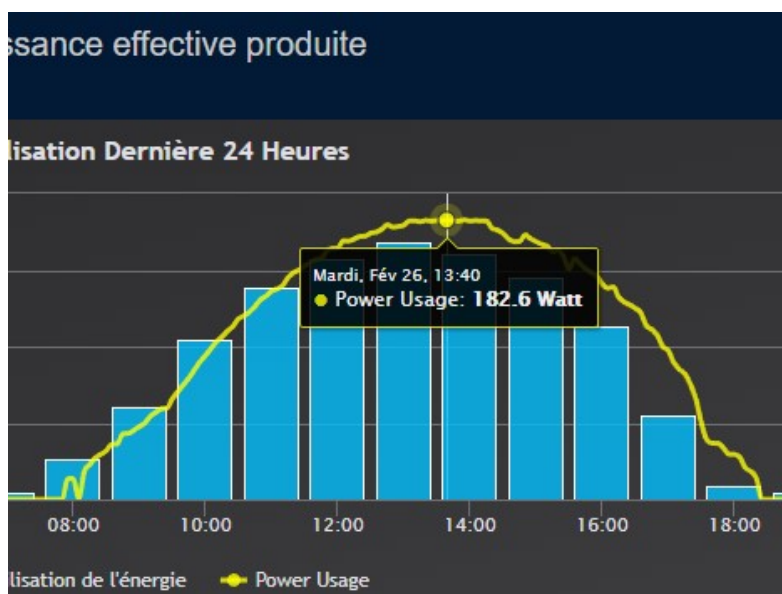 ssance effective produite
lisation Dernière 24 Heures
Mardi, Fév 26, 13:40
Power Usage: 182.6 Watt
08:00 10:00 12:00 14:00 16:00 18:00
lisation de l'énergie Power Usage